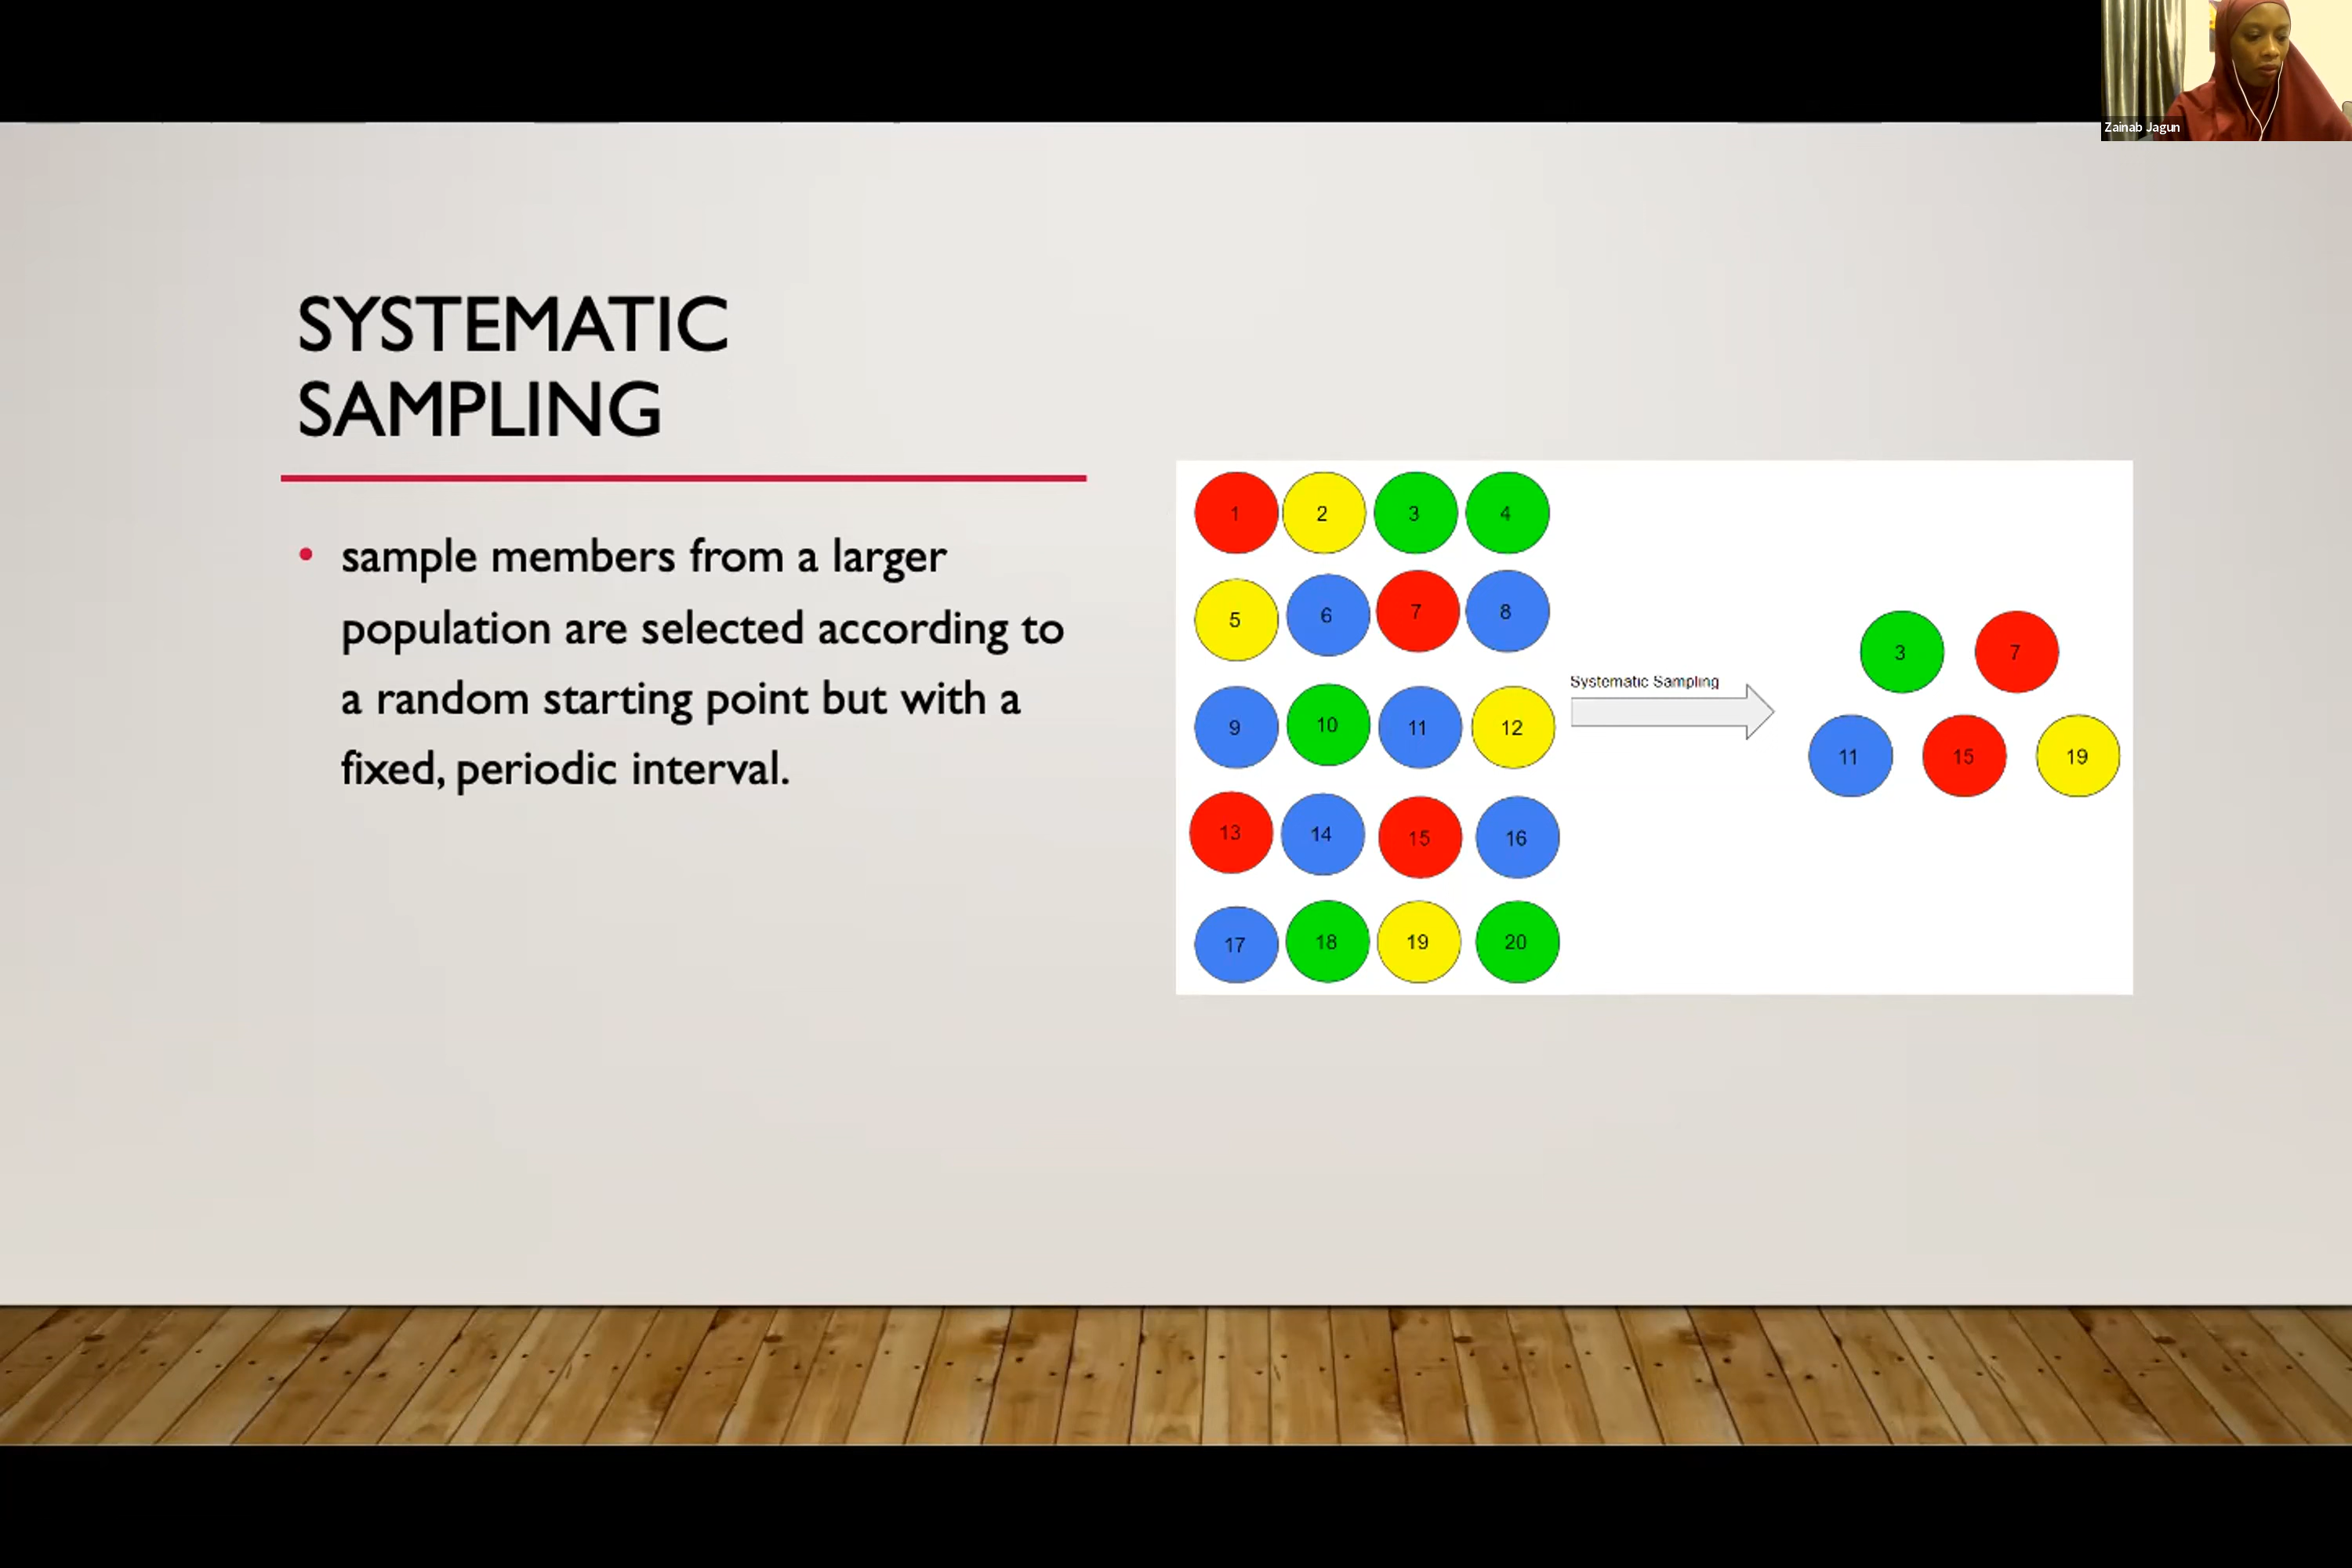 Zainab Jagun
SYSTEMATIC
SAMPLING
• sample members from a larger
population are selected according to
a random starting point but with a
fixed, periodic interval.
1 2 3 4
5 6 7 8
9 10 11 12
13 14 15 16
17 18 19 20
Systematic Sampling
3 7
11 15 19